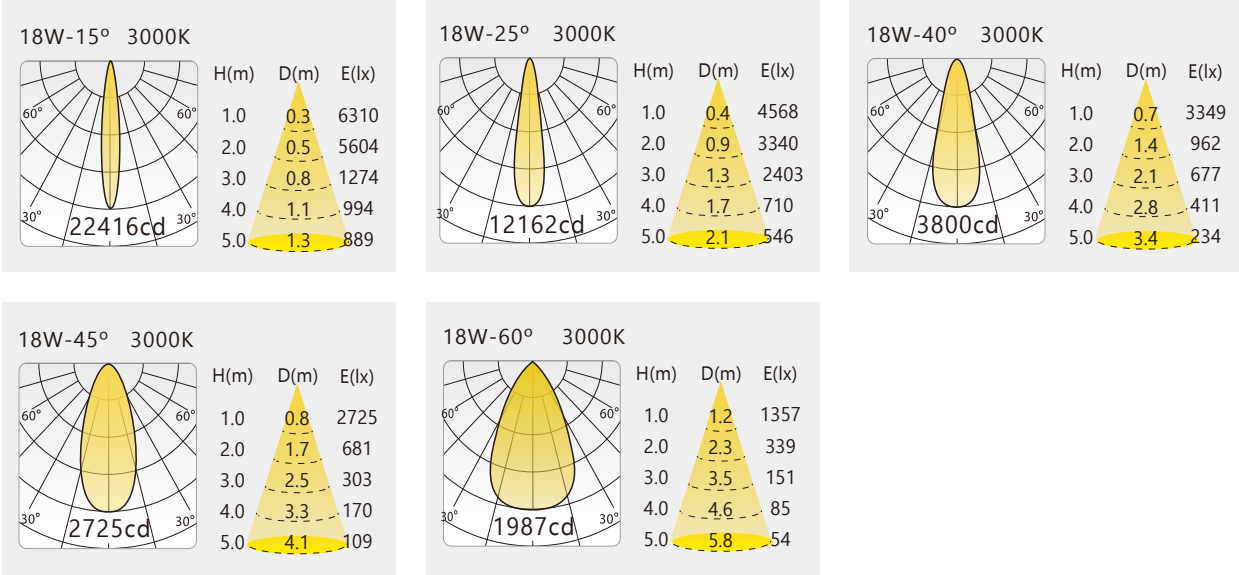 18W-15° 3000K
60° 60°
30° 30°
22416cd
H(m) D(m) E(lx)
1.0 0.3 6310
2.0 0.5 5604
3.0 0.8 1274
4.0 1.1 994
5.0 1.3 889
18W-25° 3000K
60° 60°
30° 30°
12162cd
H(m) D(m) E(lx)
1.0 0.4 4568
2.0 0.9 3340
3.0 1.3 2403
4.0 1.7 710
5.0 2.1 546
18W-40° 3000K
60° 60°
30° 30°
3800cd
H(m) D(m) E(lx)
1.0 0.7 3349
2.0 1.4 962
3.0 2.1 677
4.0 2.8 411
5.0 3.4 234
18W-45° 3000K
60° 60°
30° 30°
2725cd
H(m) D(m) E(lx)
1.0 0.8 2725
2.0 1.7 681
3.0 2.5 303
4.0 3.3 170
5.0 4.1 109
18W-60° 3000K
60° 60°
30° 30°
1987cd
H(m) D(m) E(lx)
1.0 1.2 1357
2.0 2.3 339
3.0 3.5 151
4.0 4.6 85
5.0 5.8 54